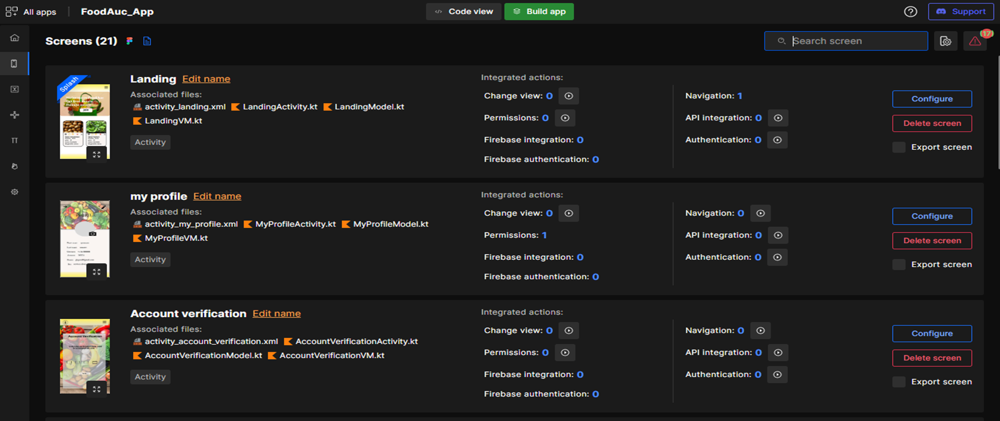 All apps FoodAuc_App Code view Build app Support
Screens (21) Search screen 17
Splash
Landing Edit name
Associated files:
activity_landing.xml LandingActivity.kt LandingModel.kt
LandingVM.kt
Activity
Integrated actions:
Change view: 0
Permissions: 0
Firebase integration: 0
Firebase authentication: 0
Navigation: 1
API integration: 0
Authentication: 0
Configure
Delete screen
Export screen
my profile Edit name
Associated files:
activity_my_profile.xml MyProfileActivity.kt MyProfileModel.kt
MyProfileVM.kt
Activity
Integrated actions:
Change view: 0
Permissions: 1
Firebase integration: 0
Firebase authentication: 0
Navigation: 0
API integration: 0
Authentication: 0
Configure
Delete screen
Export screen
Account Verification
Account verification Edit name
Associated files:
activity_account_verification.xml AccountVerificationActivity.kt
AccountVerificationModel.kt AccountVerificationVM.kt
Activity
Integrated actions:
Change view: 0
Permissions: 0
Firebase integration: 0
Firebase authentication: 0
Navigation: 0
API integration: 0
Authentication: 0
Configure
Delete screen
Export screen